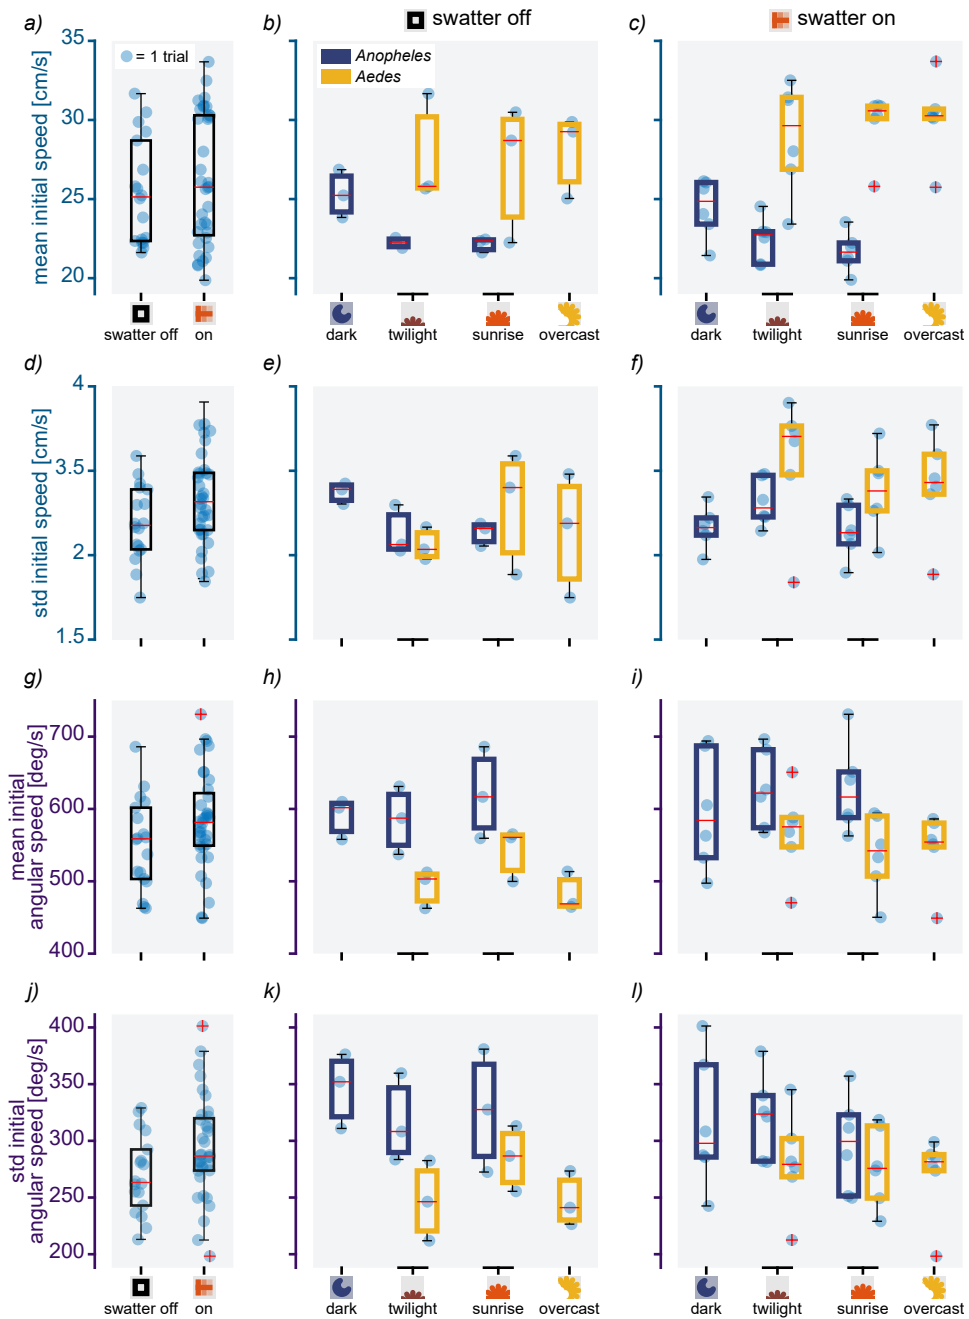 swatter off
swatter on
a)
b)
c)
35
30
25
20
mean initial speed [cm/s]
= 1 trial
Anopheles
Aedes
swatter off
on
dark
twilight
sunrise
overcast
dark
twilight
sunrise
overcast
d)
e)
f)
4
3.5
2
1.5
std initial speed [cm/s]
g)
h)
i)
700
600
500
400
mean initial
angular speed [deg/s]
j)
k)
l)
400
350
300
250
200
std initial
angular speed [deg/s]
swatter off
on
dark
twilight
sunrise
overcast
dark
twilight
sunrise
overcast